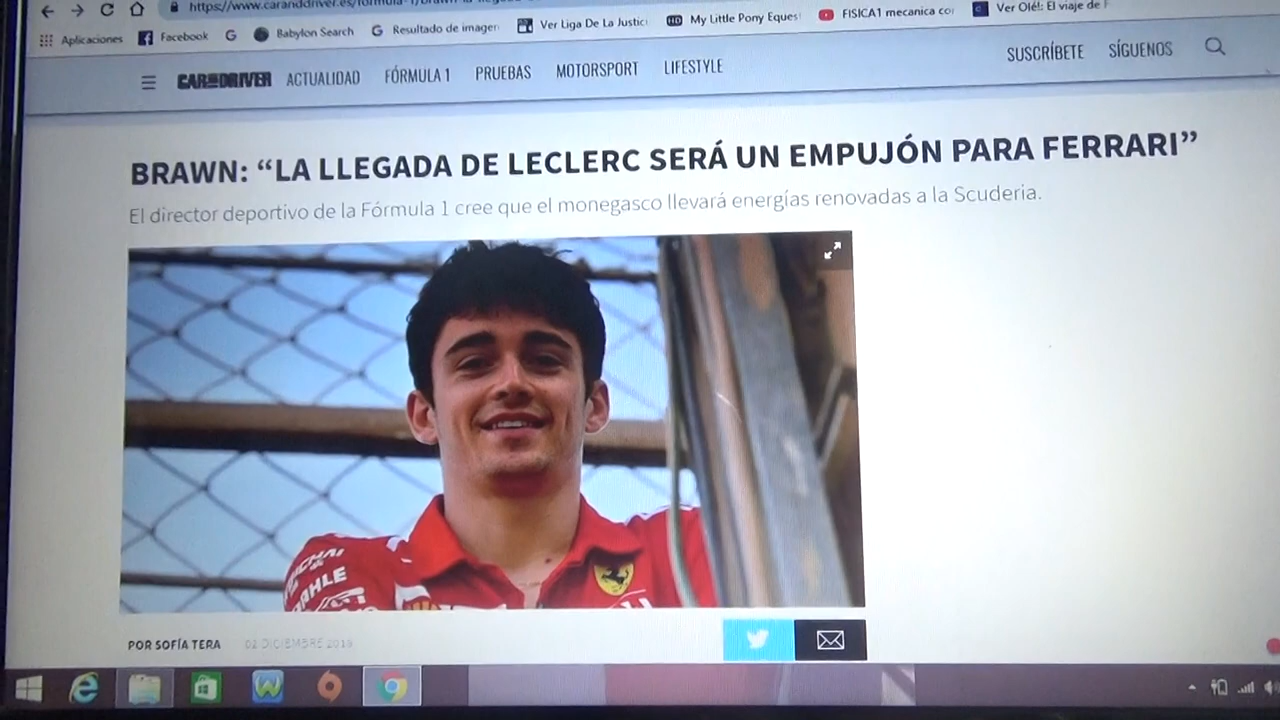 https://www.caranddriver.es/formula-1/brawn-la-llegada
Aplicaciones Facebook Babylon Search Resultado de imagen Ver Liga De La Justic My Little Pony Equest FISICA1 mecanica co Ver Olé!: El viaje de F
CAR AND DRIVER ACTUALIDAD FÓRMULA 1 PRUEBAS MOTORSPORT LIFESTYLE SUSCRÍBETE SÍGUENOS
BRAWN: “LA LLEGADA DE LECLERC SERÁ UN EMPUJÓN PARA FERRARI”
El director deportivo de la Fórmula 1 cree que el monegasco llevará energías renovadas a la Scuderia.
MAHLE
POR SOFÍA TERA 02 DICIEMBRE